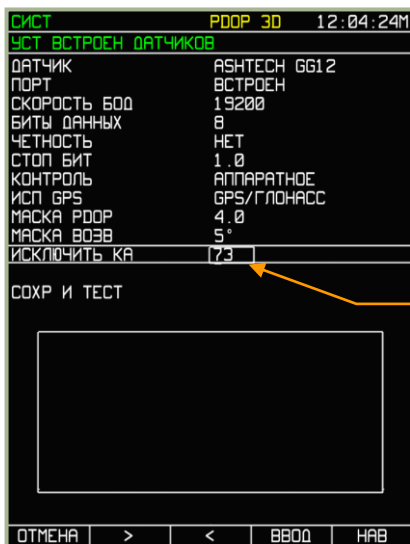 СИСТ PDOP 3D 12:04:24М
УСТ ВСТРОЕН ДАТЧИКОВ
ДАТЧИК ASHTECH GG12
ПОРТ ВСТРОЕН
СКОРОСТЬ БОД 19200
БИТЫ ДАННЫХ 8
ЧЕТНОСТЬ НЕТ
СТОП БИТ 1.0
КОНТРОЛЬ АППАРАТНОЕ
ИСП GPS GPS/ГЛОНАСС
МАСКА PDOP 4.0
МАСКА ВОЗВ 5°
ИСКЛЮЧИТЬ КА 73
СОХР И ТЕСТ
ОТМЕНА > < ВВОД НАВ